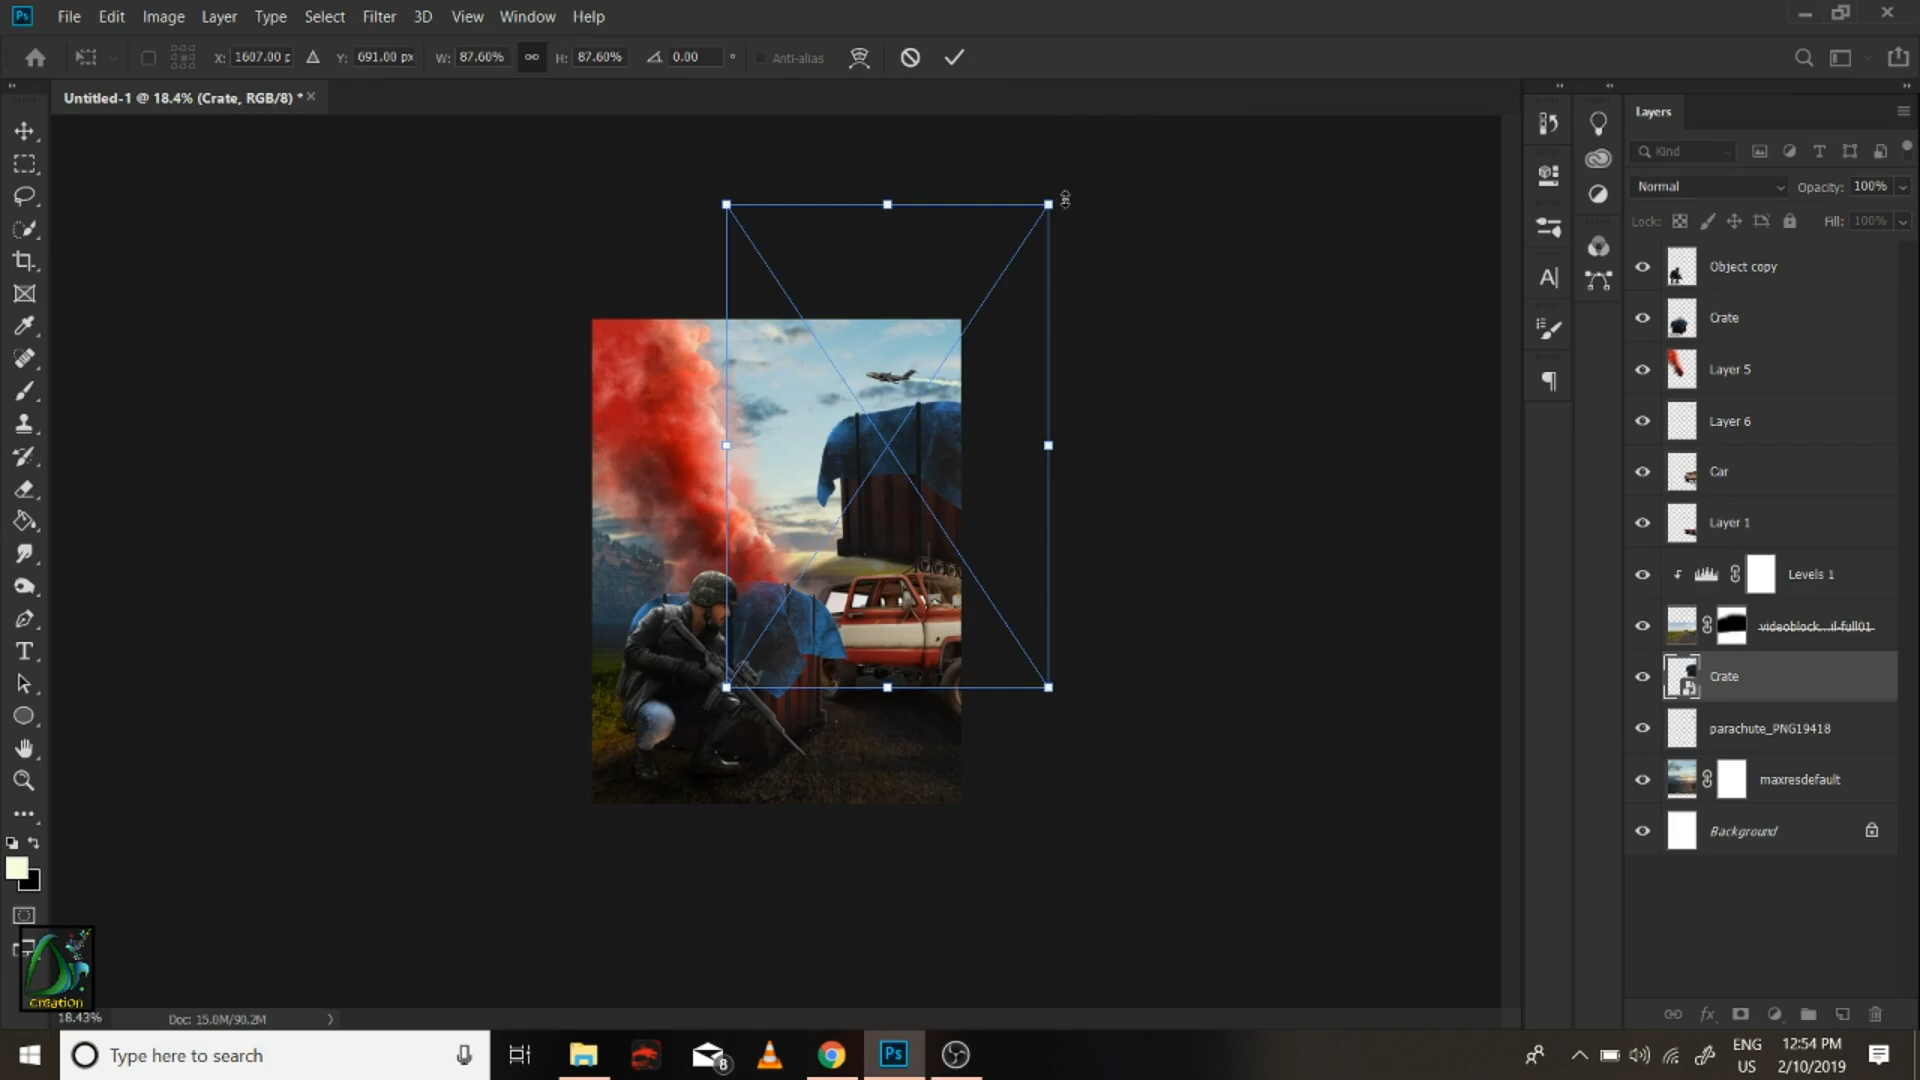 Ps File Edit Image Layer Type Select Filter 3D View Window Help
X: 1607.00 p Y: 691.00 px W: 87.60% H: 87.60% 0.00 ° Anti-alias
Untitled-1 @ 18.4% (Crate, RGB/8) *
Layers
Kind
Normal Opacity: 100%
Lock: Fill: 100%
Object copy
Crate
Layer 5
Layer 6
Car
Layer 1
Levels 1
videoblock...il-full01
Crate
parachute_PNG19418
maxresdefault
Background
creation
18.43% Doc: 15.0M/90.2M
Type here to search
8
Ps
ENG
US
12:54 PM
2/10/2019